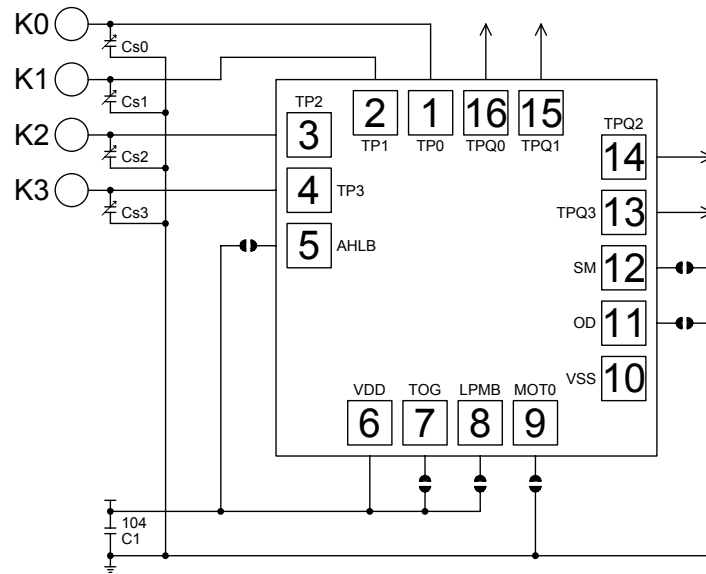 K0
Cs0
K1
Cs1
K2
Cs2
K3
Cs3
TP2
3
2
TP1
1
TP0
16
TPQ0
15
TPQ1
TPQ2
14
4
TP3
TPQ3
13
5
AHLB
SM
12
OD
11
VSS
10
VDD
6
TOG
7
LPMB
8
MOT0
9
104
C1